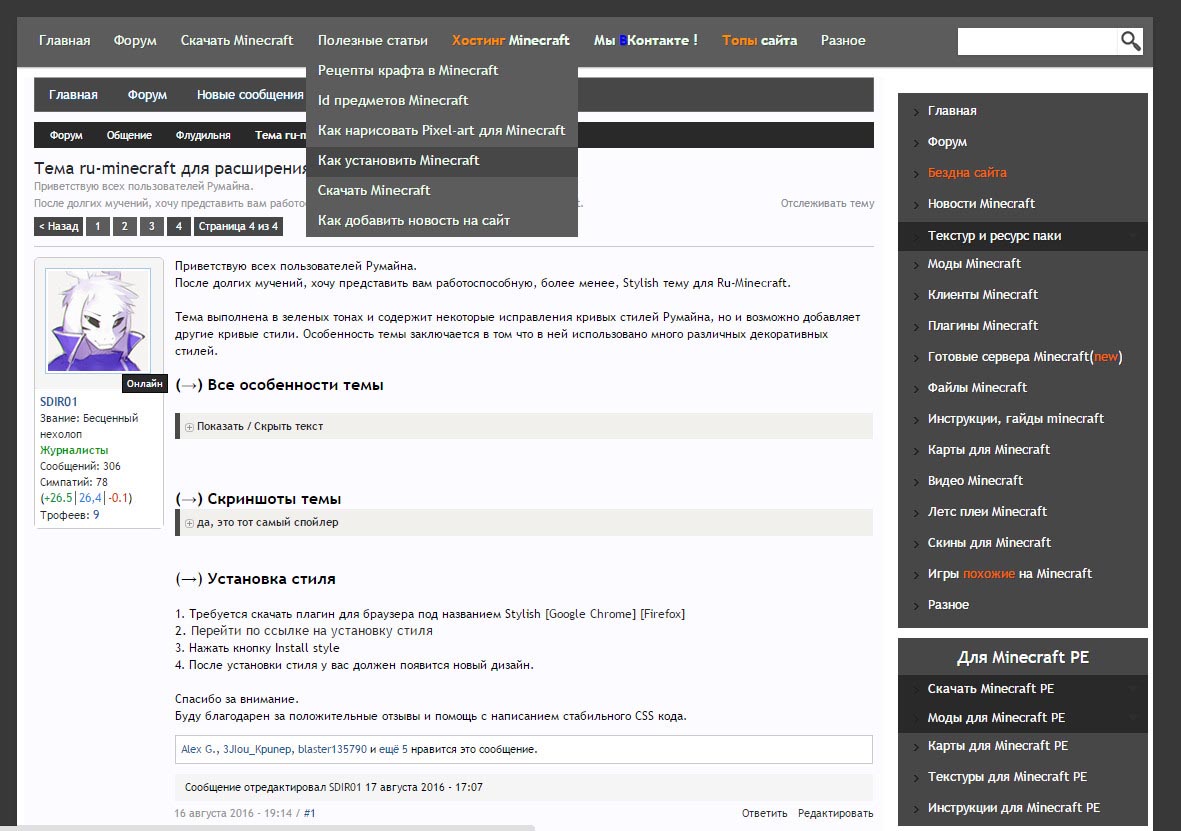 Главная Форум Скачать Minecraft Полезные статьи Хостинг Minecraft Мы ВКонтакте ! Топы сайта Разное
Рецепты крафта в Minecraft
Id предметов Minecraft
Как нарисовать Pixel-art для Minecraft
Как установить Minecraft
Скачать Minecraft
Как добавить новость на сайт
Главная Форум Новые сообщения
Форум Общение Флудильня Тема ru-m
Тема ru-minecraft для расширения
Приветствую всех пользователей Румайна.
После долгих мучений, хочу представить вам работо t. Отслеживать тему
< Назад 1 2 3 4 Страница 4 из 4
Онлайн
SDIR01
Звание: Бесценный
нехолоп
Журналисты
Сообщений: 306
Симпатий: 78
(+26.5|26,4|-0.1)
Трофеев: 9
Приветствую всех пользователей Румайна.
После долгих мучений, хочу представить вам работоспособную, более менее, Stylish тему для Ru-Minecraft.
Тема выполнена в зеленых тонах и содержит некоторые исправления кривых стилей Румайна, но и возможно добавляет
другие кривые стили. Особенность темы заключается в том что в ней использовано много различных декоративных
стилей.
(→) Все особенности темы
Показать / Скрыть текст
(→) Скриншоты темы
да, это тот самый спойлер
(→) Установка стиля
1. Требуется скачать плагин для браузера под названием Stylish [Google Chrome] [Firefox]
2. Перейти по ссылке на установку стиля
3. Нажать кнопку Install style
4. После установки стиля у вас должен появится новый дизайн.
Спасибо за внимание.
Буду благодарен за положительные отзывы и помощь с написанием стабильного CSS кода.
Alex G., 3JIou_Kpunep, blaster135790 и ещё 5 нравится это сообщение.
Сообщение отредактировал SDIR01 17 августа 2016 - 17:07
16 августа 2016 - 19:14 / #1 Ответить Редактировать
Главная
Форум
Бездна сайта
Новости Minecraft
Текстур и ресурс паки
Моды Minecraft
Клиенты Minecraft
Плагины Minecraft
Готовые сервера Minecraft(new)
Файлы Minecraft
Инструкции, гайды minecraft
Карты для Minecraft
Видео Minecraft
Летс плеи Minecraft
Скины для Minecraft
Игры похожие на Minecraft
Разное
Для Minecraft PE
Скачать Minecraft PE
Моды для Minecraft PE
Карты для Minecraft PE
Текстуры для Minecraft PE
Инструкции для Minecraft PE